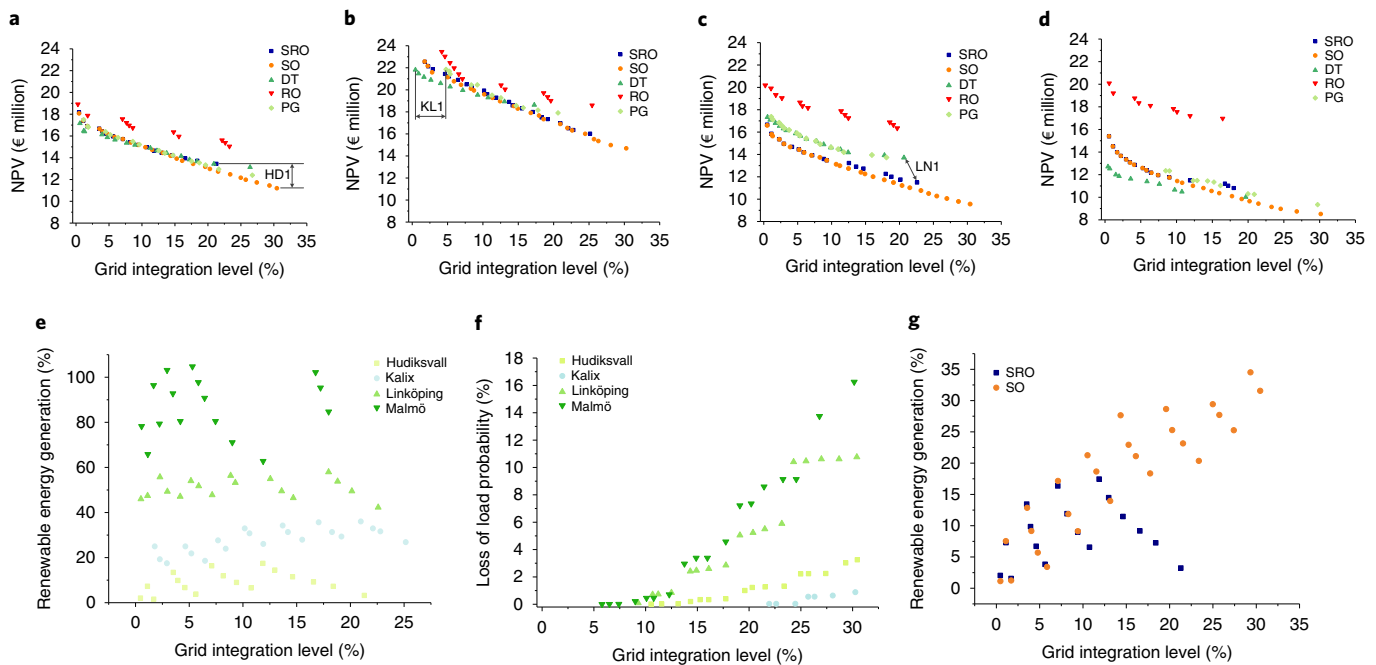 a
NPV (€ million)
24
22
20
18
16
14
12
10
8
0 5 10 15 20 25 30 35
Grid integration level (%)
SRO
SO
DT
RO
PG
HD1
b
NPV (€ million)
24
22
20
18
16
14
12
10
8
0 5 10 15 20 25 30 35
Grid integration level (%)
SRO
SO
DT
RO
PG
KL1
c
NPV (€ million)
24
22
20
18
16
14
12
10
8
0 5 10 15 20 25 30 35
Grid integration level (%)
SRO
SO
DT
RO
PG
LN1
d
NPV (€ million)
24
22
20
18
16
14
12
10
8
0 5 10 15 20 25 30 35
Grid integration level (%)
SRO
SO
DT
RO
PG
e
Renewable energy generation (%)
100
80
60
40
20
0
0 5 10 15 20 25
Grid integration level (%)
Hudiksvall
Kalix
Linköping
Malmö
f
Loss of load probability (%)
18
16
14
12
10
8
6
4
2
0
0 5 10 15 20 25 30
Grid integration level (%)
Hudiksvall
Kalix
Linköping
Malmö
g
Renewable energy generation (%)
35
30
25
20
15
10
5
0
0 5 10 15 20 25 30 35
Grid integration level (%)
SRO
SO